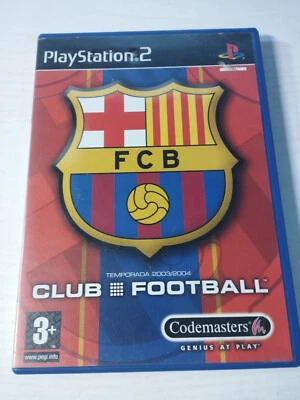 PlayStation 2
FCB
TEMPORADA 2003/2004
CLUB FOOTBALL
3+
www.pegi.info
Codemasters
GENIUS AT PLAY